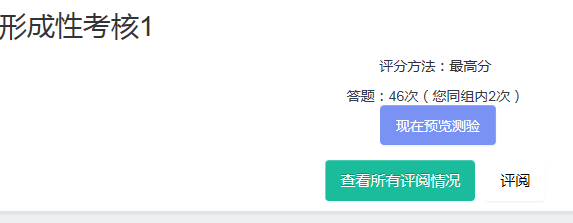 形成性考核1
评分方法：最高分
答题：46次（您同组内2次）
现在预览测验
查看所有评阅情况 评阅